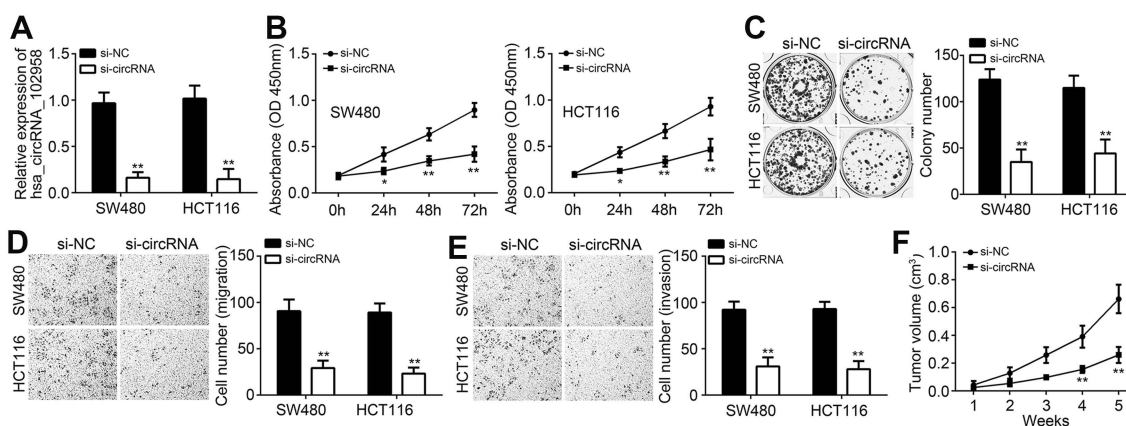 A
Relative expression of
hsa_circRNA_102958
si-NC
si-circRNA
1.5
1.0
0.5
0.0
**
**
SW480
HCT116
B
Absorbance (OD 450nm)
si-NC
si-circRNA
1.5
1.0
0.5
0.0
SW480
*
**
**
0h
24h
48h
72h
Absorbance (OD 450nm)
si-NC
si-circRNA
1.5
1.0
0.5
0.0
HCT116
*
**
**
0h
24h
48h
72h
C
si-NC
si-circRNA
SW480
HCT116
Colony number
si-NC
si-circRNA
150
100
50
0
**
**
SW480
HCT116
D
si-NC
si-circRNA
SW480
HCT116
Cell number (migration)
si-NC
si-circRNA
150
100
50
0
**
**
SW480
HCT116
E
si-NC
si-circRNA
SW480
HCT116
Cell number (invasion)
si-NC
si-circRNA
150
100
50
0
**
**
SW480
HCT116
F
Tumor volume (cm³)
si-NC
si-circRNA
1.0
0.8
0.6
0.4
0.2
0.0
**
**
1
2
3
4
5
Weeks